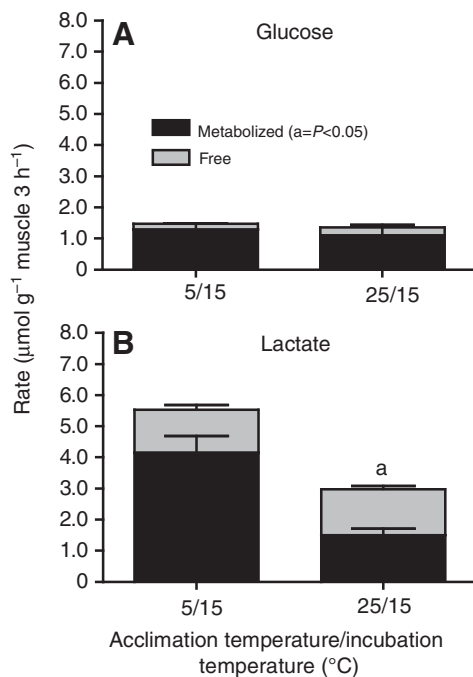 A
Glucose
8.0
7.0
6.0
5.0
4.0
3.0
2.0
1.0
0
Metabolized (a=P<0.05)
Free
5/15
25/15
Rate (μmol g⁻¹ muscle 3 h⁻¹)
B
Lactate
8.0
7.0
6.0
5.0
4.0
3.0
2.0
1.0
0
a
5/15
25/15
Acclimation temperature/incubation
temperature (°C)